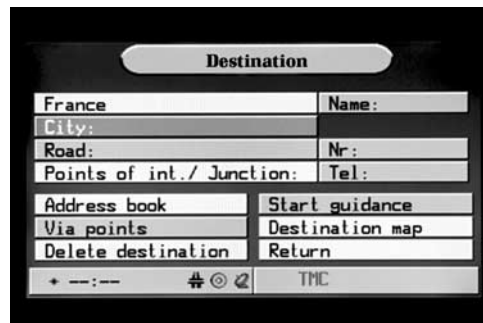 Destination
France Name:
City:
Road: Nr:
Points of int./ Junction: Tel:
Address book Start guidance
Via points Destination map
Delete destination Return
--:-- TMC